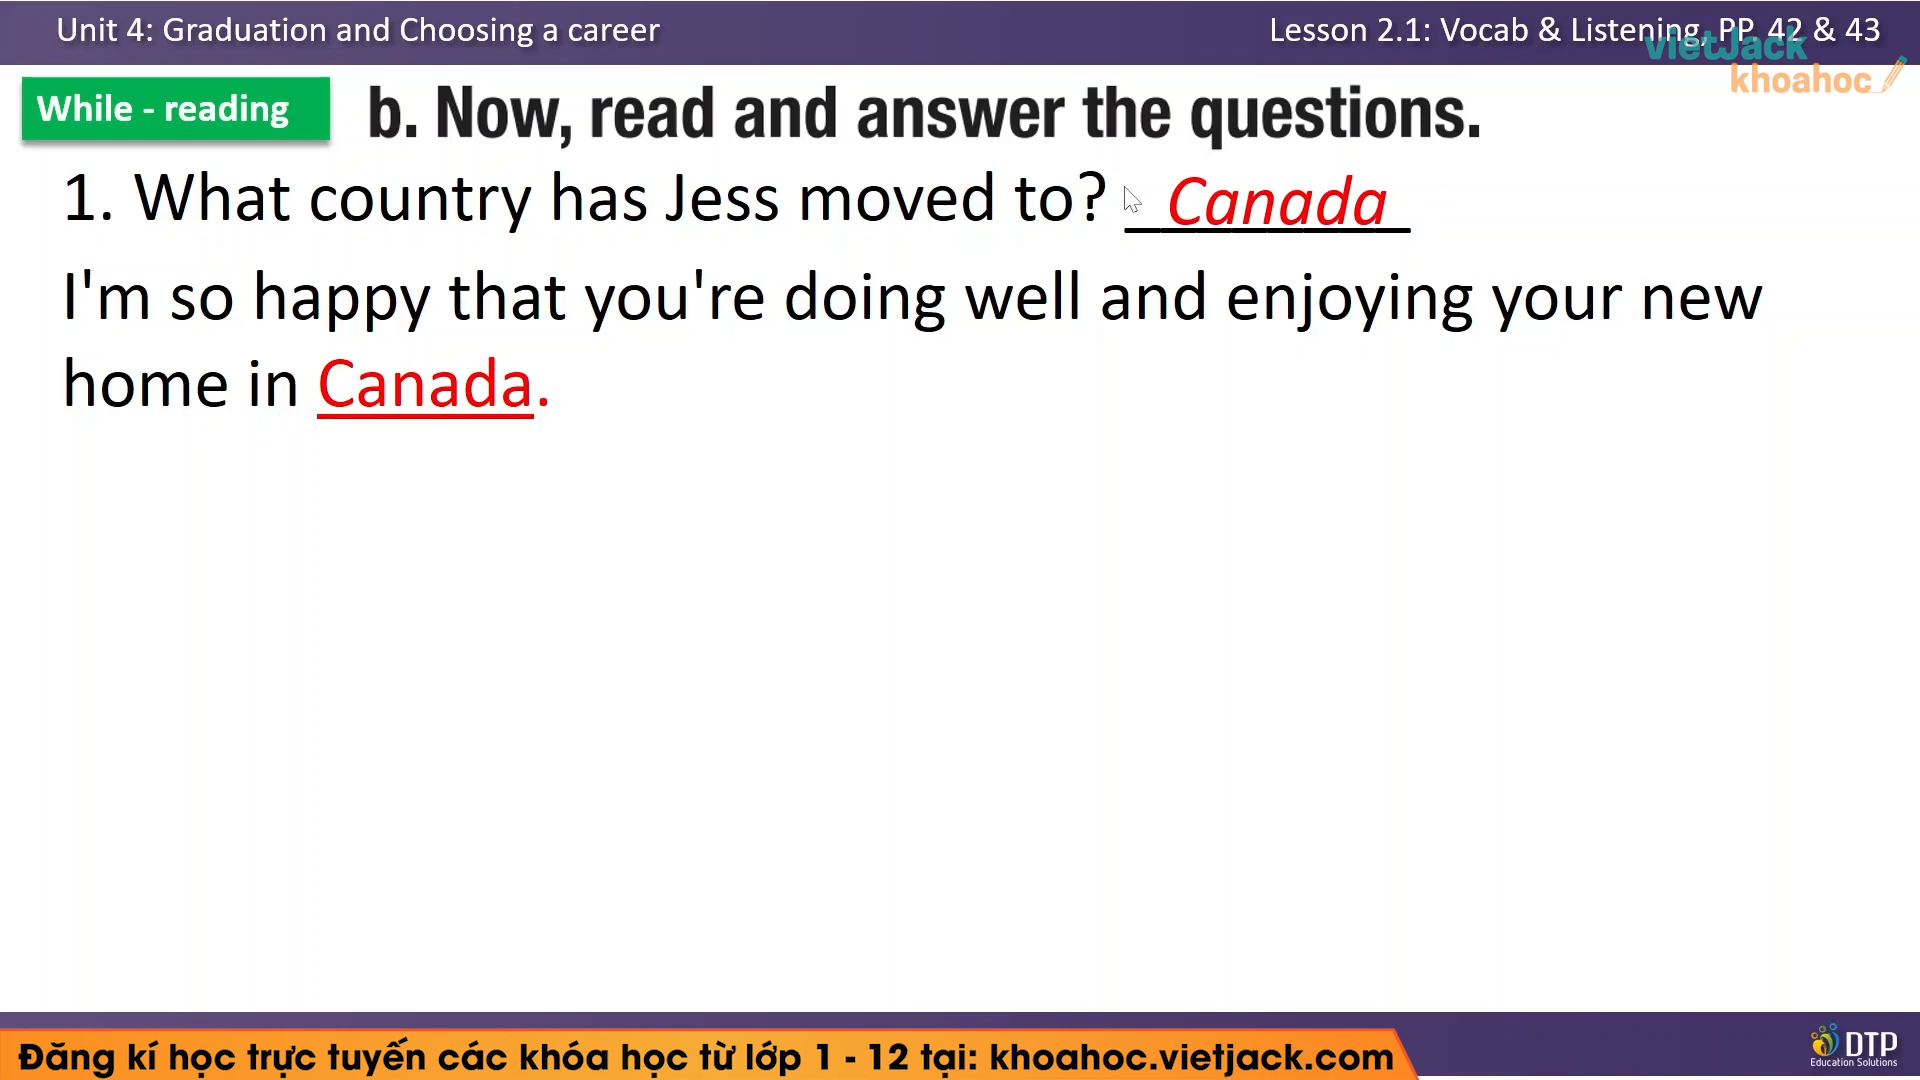 Unit 4: Graduation and Choosing a career
Lesson 2.1: Vocab & Listening, PP. 42 & 43
vietJack
khoahoc
While - reading
b. Now, read and answer the questions.
1. What country has Jess moved to? Canada
I'm so happy that you're doing well and enjoying your new
home in Canada.
Đăng kí học trực tuyến các khóa học từ lớp 1 - 12 tại: khoahoc.vietjack.com
DTP
Education Solutions